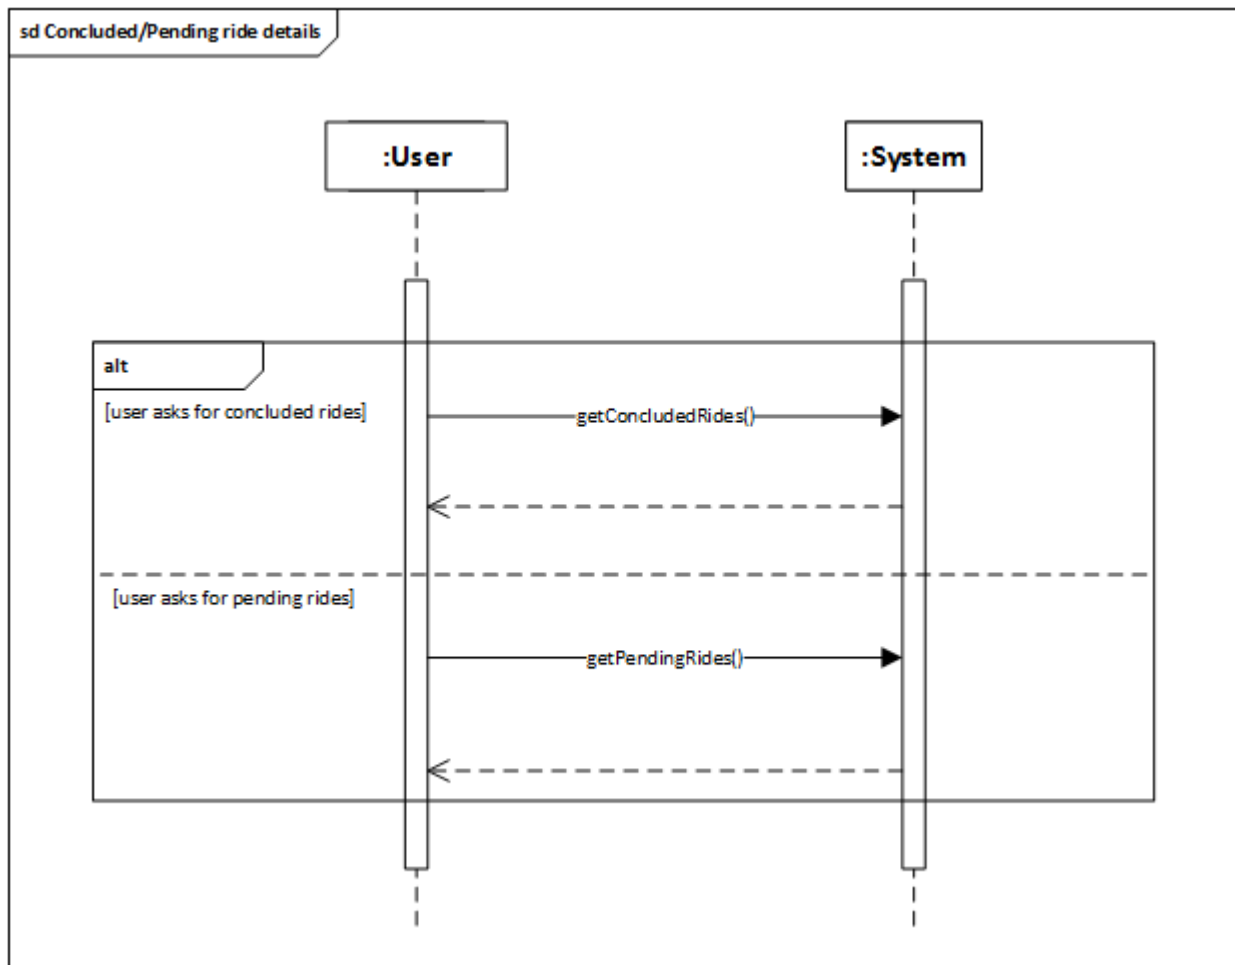 sd Concluded/Pending ride details
:User
:System
alt
[user asks for concluded rides]
getConcludedRides()
[user asks for pending rides]
getPendingRides()